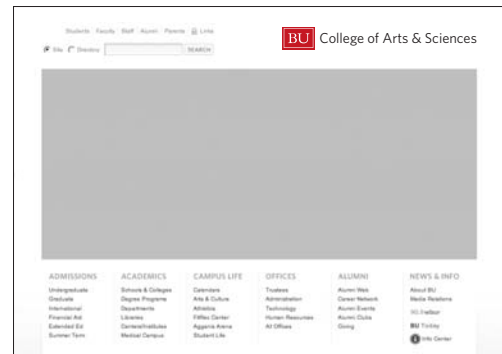 Students Faculty Staff Alumni Parents Links
Site Directory SEARCH
BU College of Arts & Sciences
ADMISSIONS
Undergraduate
Graduate
International
Financial Aid
Extended Ed
Summer Term
ACADEMICS
Schools & Colleges
Degree Programs
Departments
Libraries
Centers/Institutes
Medical Campus
CAMPUS LIFE
Calendars
Arts & Culture
Athletics
FitRec Center
Agganis Arena
Student Life
OFFICES
Trustees
Administration
Technology
Human Resources
All Offices
ALUMNI
Alumni Web
Career Network
Alumni Events
Alumni Clubs
Giving
NEWS & INFO
About BU
Media Relations
BU Today
Info Center